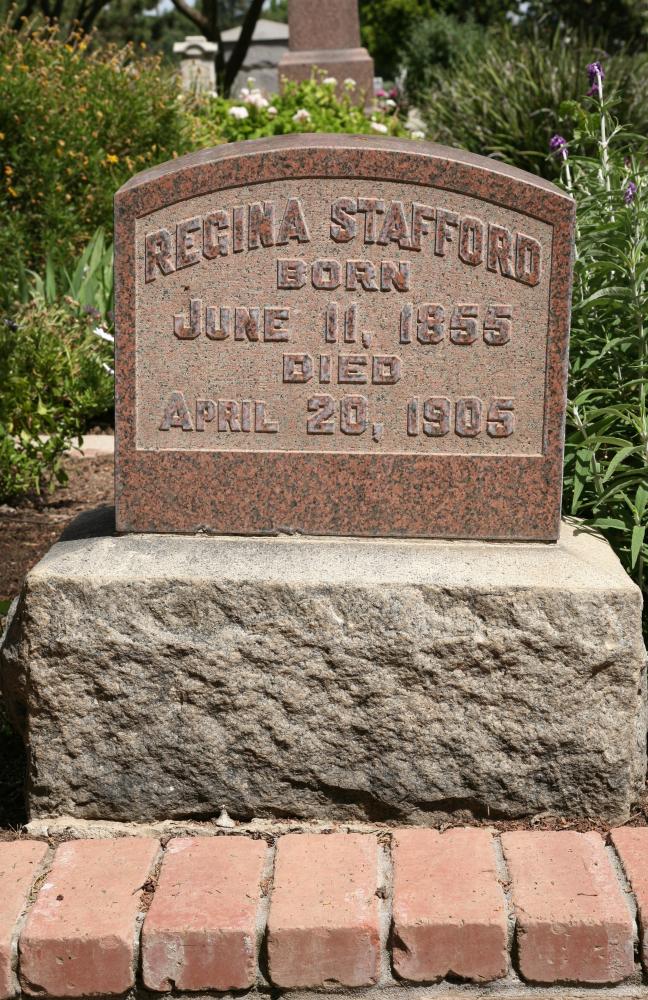 REGINA STAFFORD
BORN
JUNE 11, 1855
DIED
APRIL 20, 1905